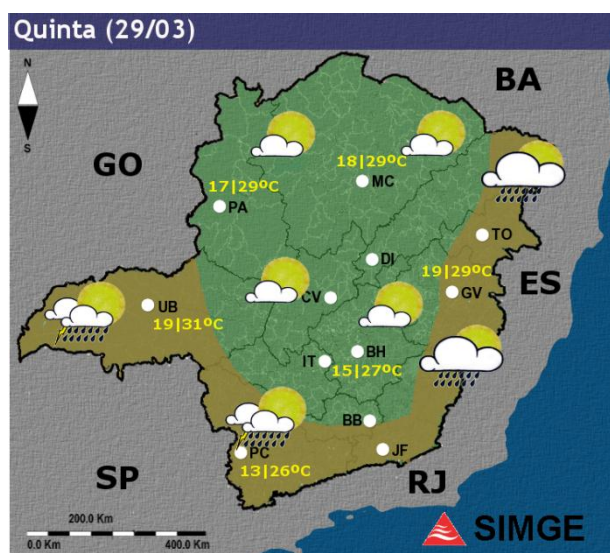 Quinta (29/03)
N
S
BA
GO
18|29ºC
MC
17|29ºC
PA
TO
DI
19|29ºC
ES
GV
CV
UB
19|31ºC
BH
IT
15|27ºC
BB
JF
PC
13|26ºC
SP
RJ
200.0 Km
0.0 Km
400.0 Km
SIMGE